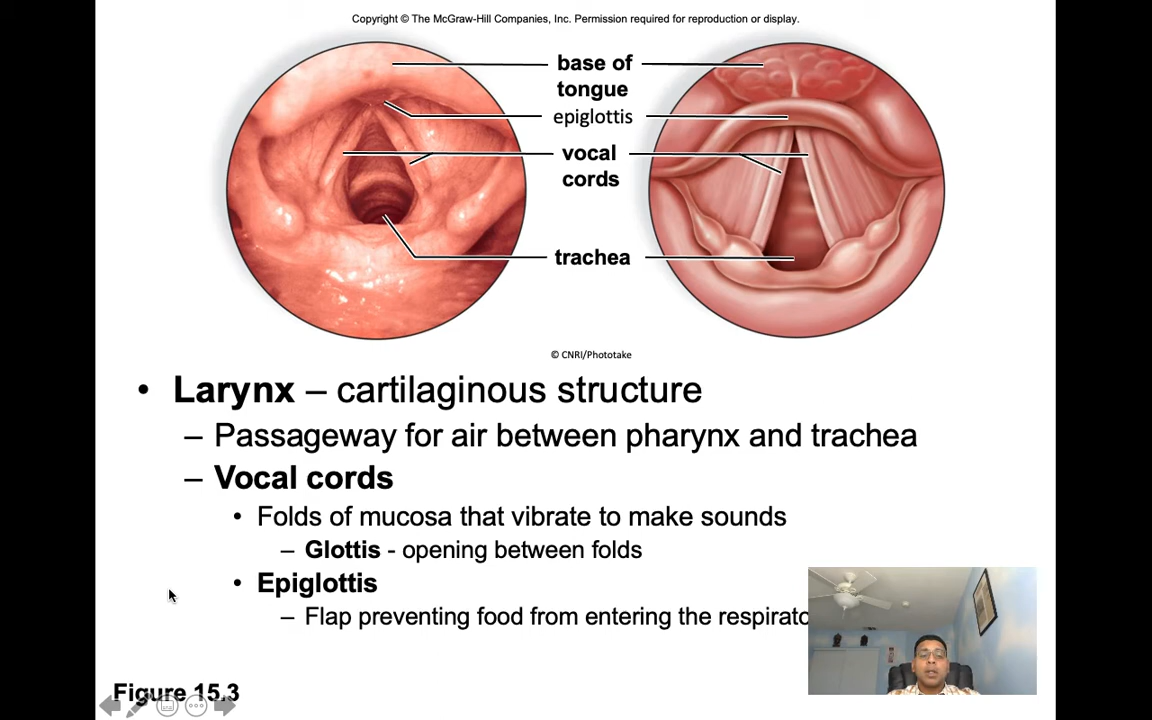 Copyright © The McGraw-Hill Companies, Inc. Permission required for reproduction or display.
base of
tongue
epiglottis
vocal
cords
trachea
© CNRI/Phototake
• Larynx – cartilaginous structure
– Passageway for air between pharynx and trachea
– Vocal cords
• Folds of mucosa that vibrate to make sounds
– Glottis - opening between folds
• Epiglottis
– Flap preventing food from entering the
Figure 15.3